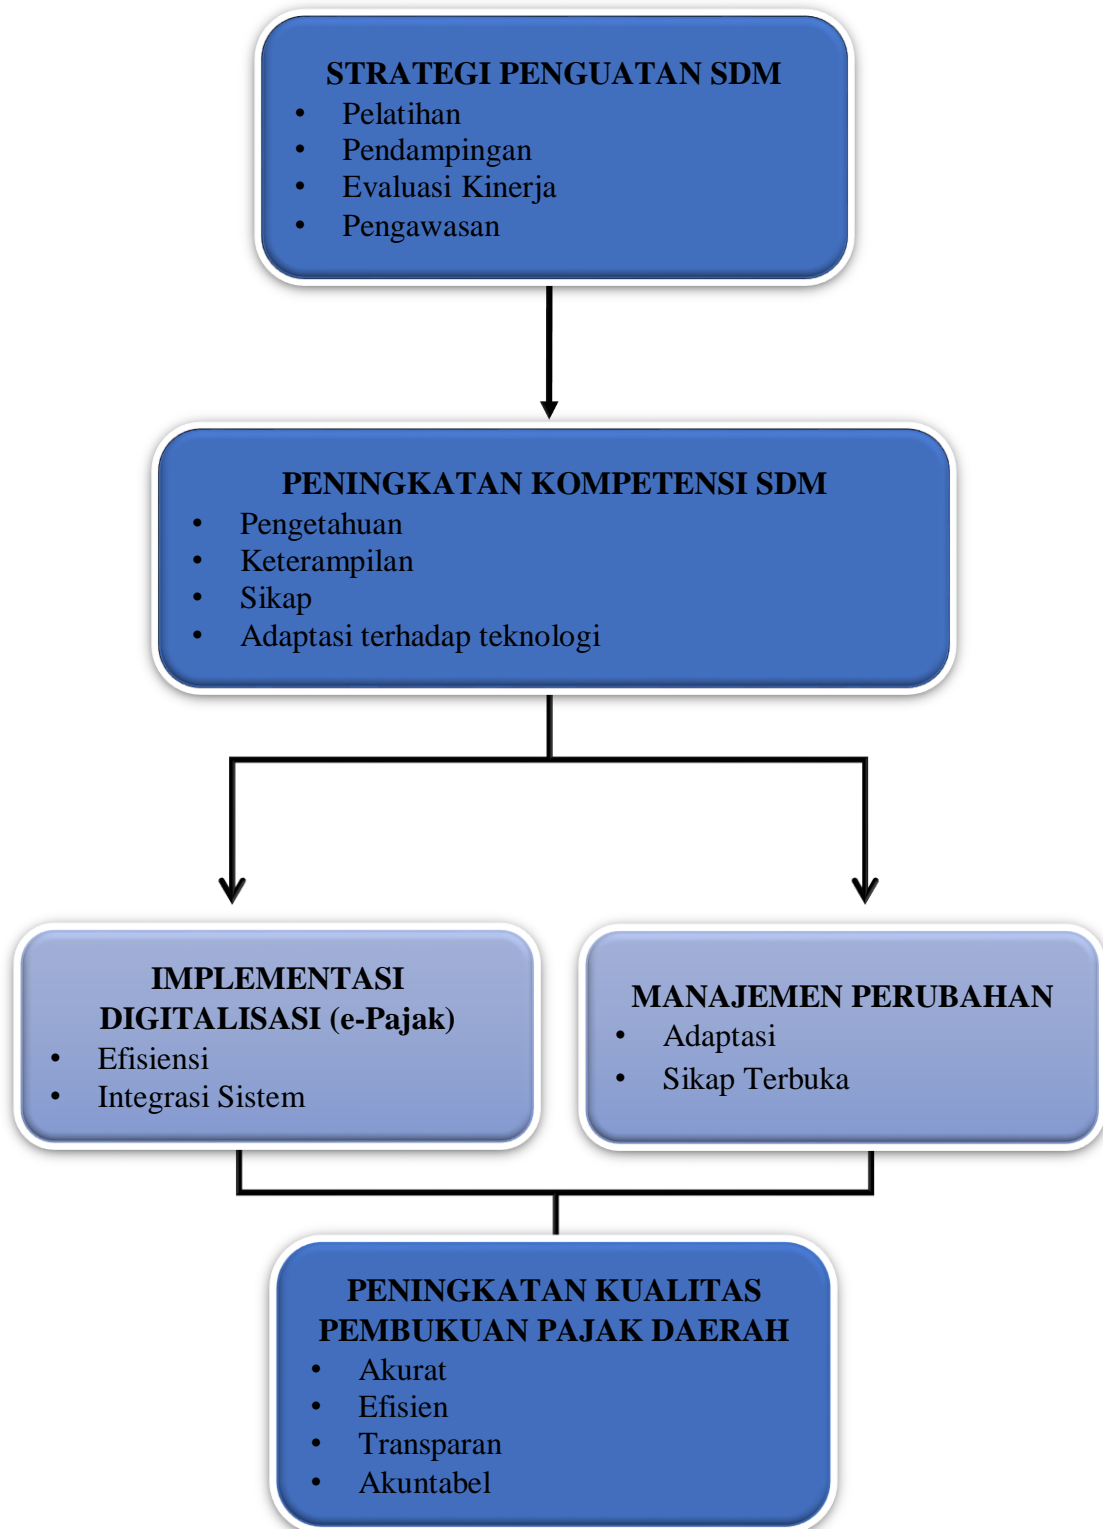 STRATEGI PENGUATAN SDM
• Pelatihan
• Pendampingan
• Evaluasi Kinerja
• Pengawasan
PENINGKATAN KOMPETENSI SDM
• Pengetahuan
• Keterampilan
• Sikap
• Adaptasi terhadap teknologi
IMPLEMENTASI
DIGITALISASI (e-Pajak)
• Efisiensi
• Integrasi Sistem
MANAJEMEN PERUBAHAN
• Adaptasi
• Sikap Terbuka
PENINGKATAN KUALITAS
PEMBUKUAN PAJAK DAERAH
• Akurat
• Efisien
• Transparan
• Akuntabel